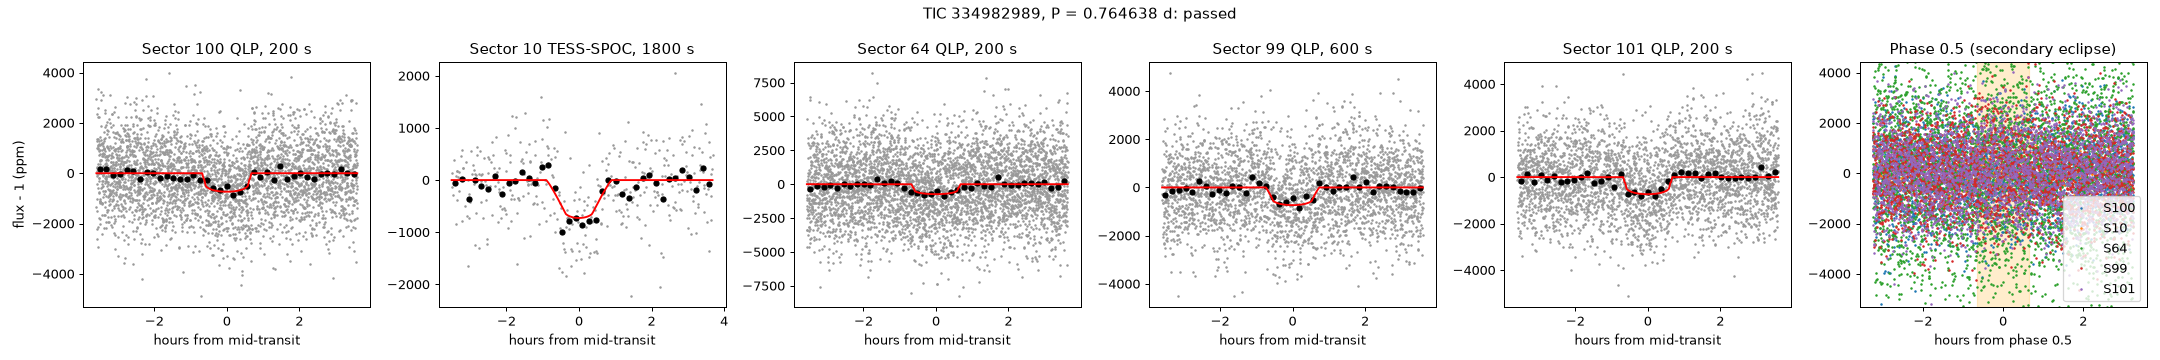 TIC 334982989, P = 0.764638 d: passed
Sector 100 QLP, 200 s
Sector 10 TESS-SPOC, 1800 s
Sector 64 QLP, 200 s
Sector 99 QLP, 600 s
Sector 101 QLP, 200 s
Phase 0.5 (secondary eclipse)
flux - 1 (ppm)
4000
2000
0
−2000
−4000
−2
0
2
hours from mid-transit
2000
1000
0
−1000
−2000
−2
0
2
4
hours from mid-transit
7500
5000
2500
0
−2500
−5000
−7500
−2
0
2
hours from mid-transit
4000
2000
0
−2000
−4000
−2
0
2
hours from mid-transit
4000
2000
0
−2000
−4000
−2
0
2
hours from mid-transit
4000
2000
0
−2000
−4000
S100
S10
S64
S99
S101
−2
0
2
hours from phase 0.5